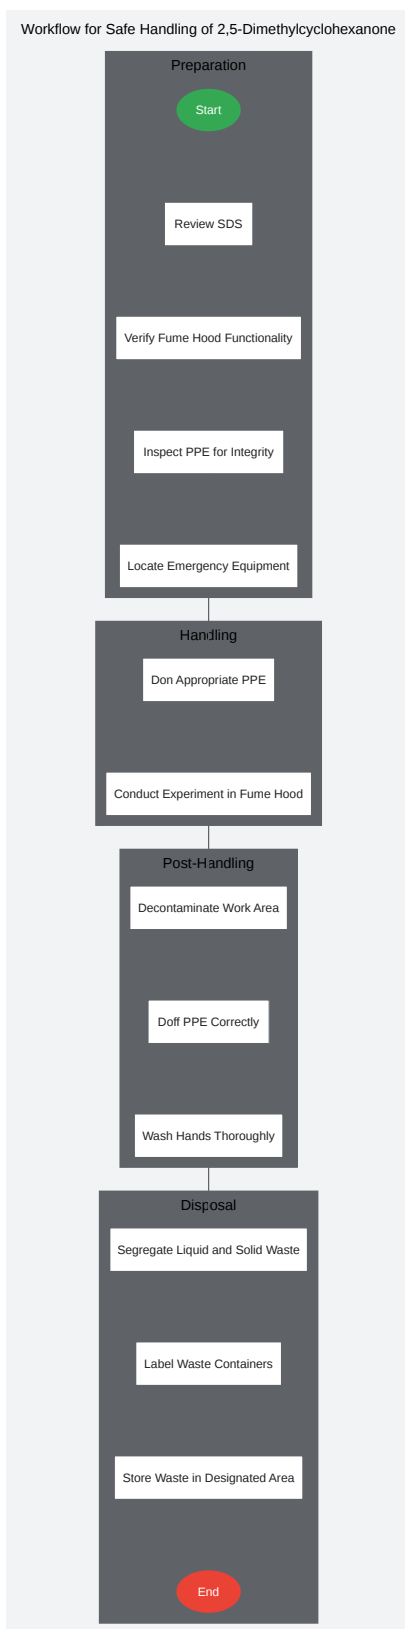 Workflow for Safe Handling of 2,5-Dimethylcyclohexanone
Preparation
Start
Review SDS
Verify Fume Hood Functionality
Inspect PPE for Integrity
Locate Emergency Equipment
Handling
Don Appropriate PPE
Conduct Experiment in Fume Hood
Post-Handling
Decontaminate Work Area
Doff PPE Correctly
Wash Hands Thoroughly
Disposal
Segregate Liquid and Solid Waste
Label Waste Containers
Store Waste in Designated Area
End